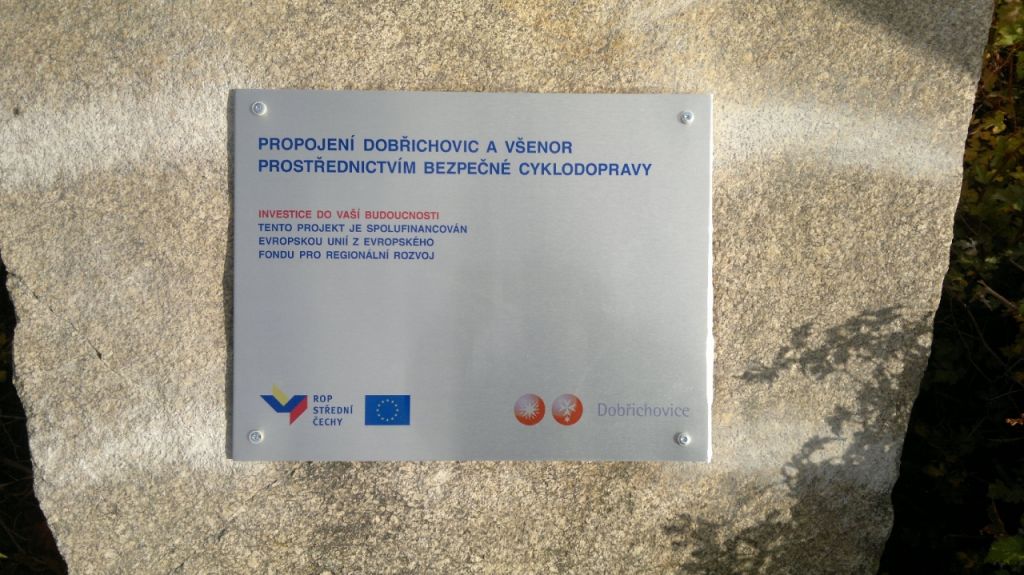 PROPOJENÍ DOBŘICHOVIC A VŠENOR
PROSTŘEDNICTVÍM BEZPEČNÉ CYKLODOPRAVY
INVESTICE DO VAŠÍ BUDOUCNOSTI
TENTO PROJEKT JE SPOLUFINANCOVÁN
EVROPSKOU UNIÍ Z EVROPSKÉHO
FONDU PRO REGIONÁLNÍ ROZVOJ
ROP
STŘEDNÍ
ČECHY
Dobřichovice